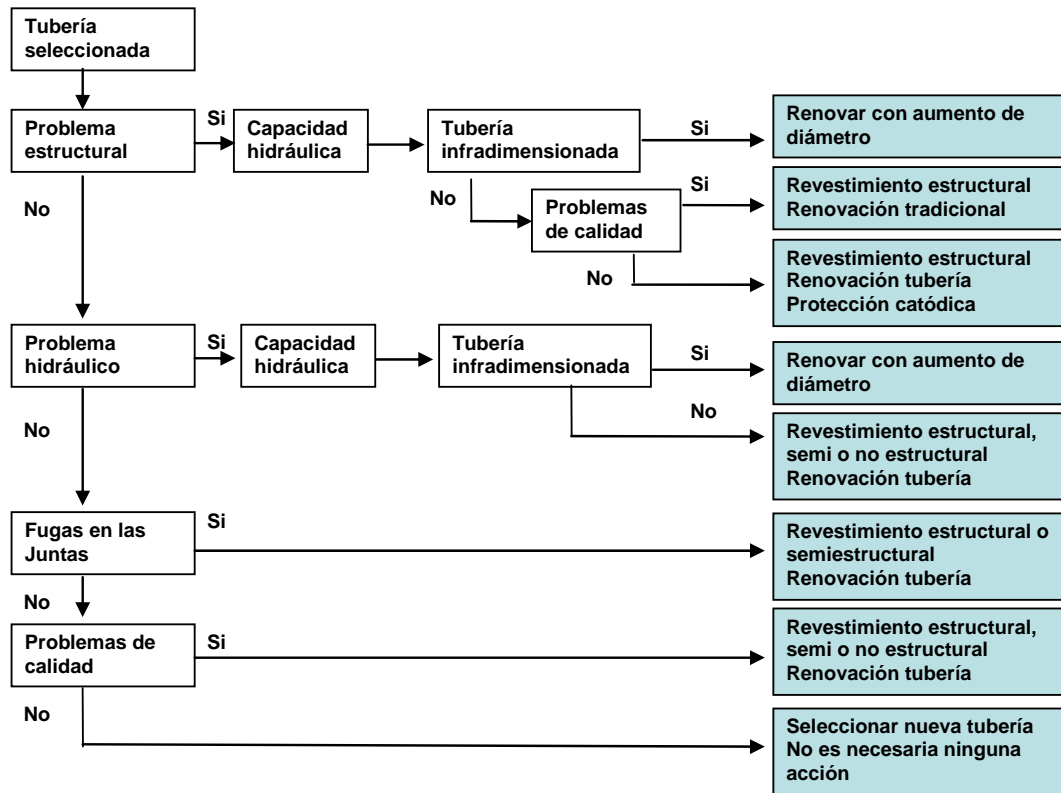 Tubería
seleccionada
Problema
estructural
Si
Capacidad
hidráulica
Tubería
infradimensionada
Si
Renovar con aumento de
diámetro
No
No
Problemas
de calidad
Si
Revestimiento estructural
Renovación tradicional
No
Revestimiento estructural
Renovación tubería
Protección catódica
Problema
hidráulico
Si
Capacidad
hidráulica
Tubería
infradimensionada
Si
Renovar con aumento de
diámetro
No
No
Revestimiento estructural,
semi o no estructural
Renovación tubería
Fugas en las
Juntas
Si
Revestimiento estructural o
semiestructural
Renovación tubería
No
Problemas de
calidad
Si
Revestimiento estructural,
semi o no estructural
Renovación tubería
No
Seleccionar nueva tubería
No es necesaria ninguna
acción